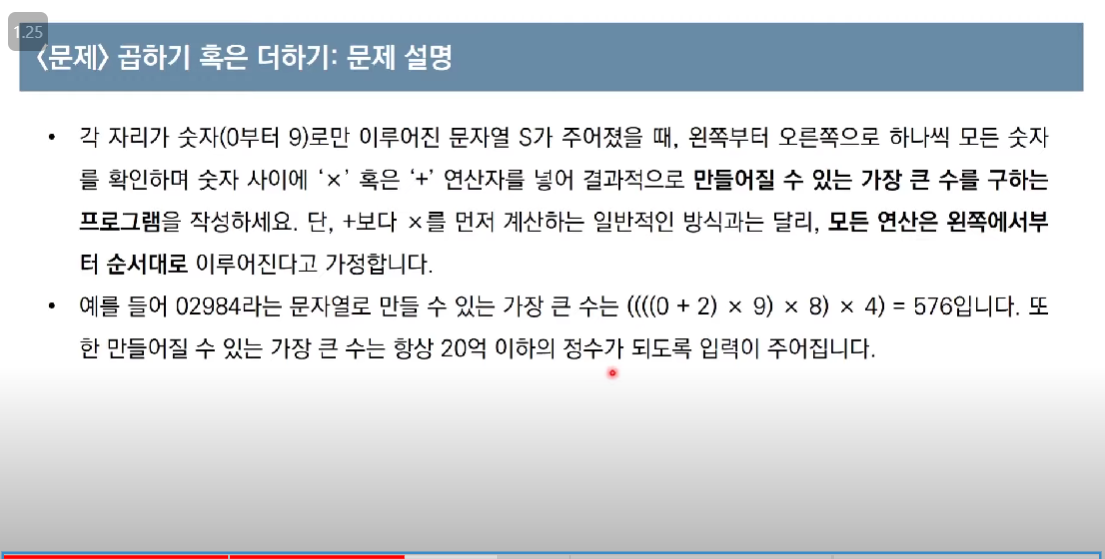 1.25
<문제> 곱하기 혹은 더하기: 문제 설명
• 각 자리가 숫자(0부터 9)로만 이루어진 문자열 S가 주어졌을 때, 왼쪽부터 오른쪽으로 하나씩 모든 숫자
를 확인하며 숫자 사이에 ‘×’ 혹은 ‘+’ 연산자를 넣어 결과적으로 만들어질 수 있는 가장 큰 수를 구하는
프로그램을 작성하세요. 단, +보다 ×를 먼저 계산하는 일반적인 방식과는 달리, 모든 연산은 왼쪽에서부
터 순서대로 이루어진다고 가정합니다.
• 예를 들어 02984라는 문자열로 만들 수 있는 가장 큰 수는 ((((0 + 2) × 9) × 8) × 4) = 576입니다. 또
한 만들어질 수 있는 가장 큰 수는 항상 20억 이하의 정수가 되도록 입력이 주어집니다.